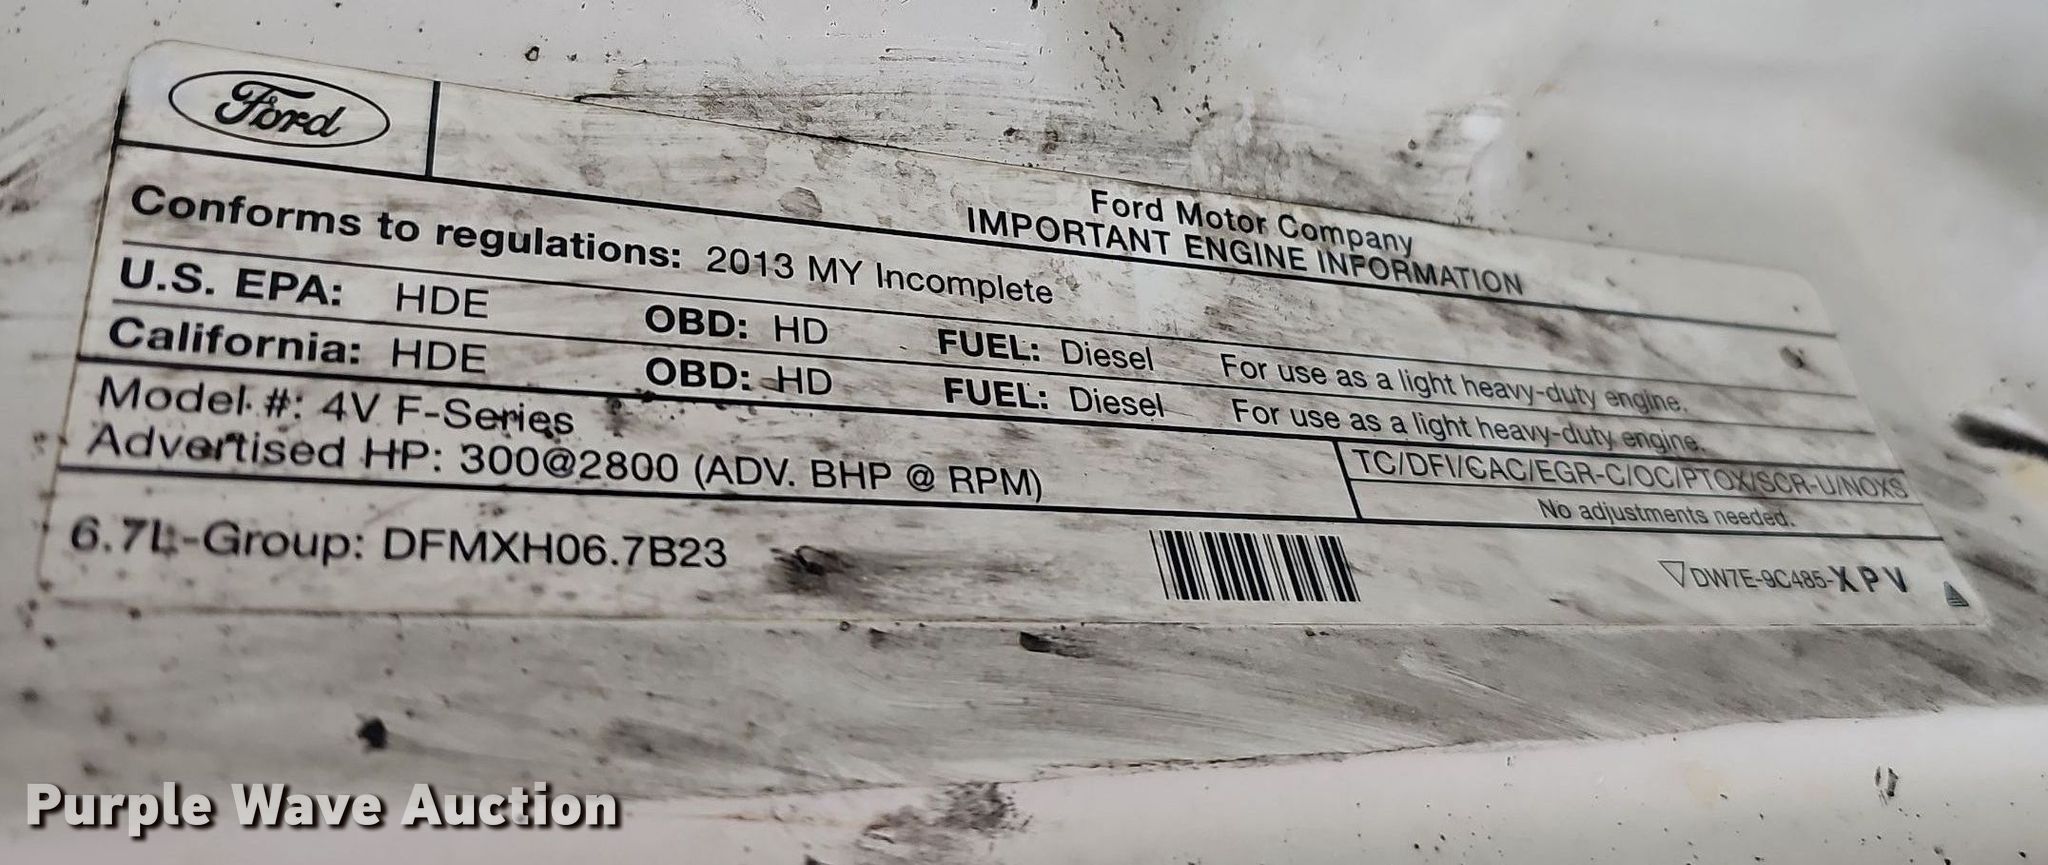 Ford
Ford Motor Company
IMPORTANT ENGINE INFORMATION
Conforms to regulations: 2013 MY Incomplete
U.S. EPA: HDE OBD: HD FUEL: Diesel For use as a light heavy-duty engine.
California: HDE OBD: HD FUEL: Diesel For use as a light heavy-duty engine.
Model #: 4V F-Series
Advertised HP: 300@2800 (ADV. BHP @ RPM)
TC/DFI/CAC/EGR-C/OC/PTOX/SCR-U/NOXS
No adjustments needed.
6.7L-Group: DFMXH06.7B23
DW7E-9C485-XPV
Purple Wave Auction